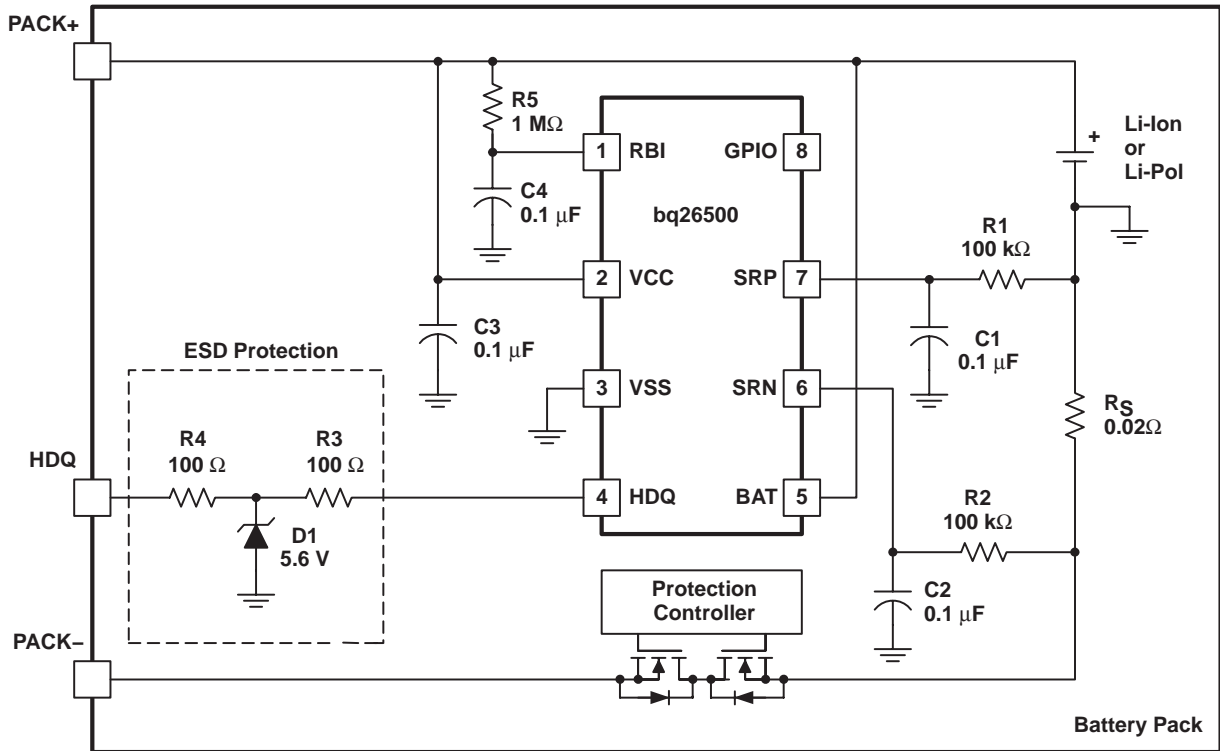 PACK+
R5
1 MΩ
1
RBI
GPIO
8
+
Li-Ion
or
Li-Pol
C4
0.1 μF
bq26500
R1
100 kΩ
2
VCC
SRP
7
C3
0.1 μF
C1
0.1 μF
ESD Protection
3
VSS
SRN
6
RS
0.02Ω
R4
100 Ω
R3
100 Ω
HDQ
4
HDQ
BAT
5
R2
100 kΩ
D1
5.6 V
Protection
Controller
C2
0.1 μF
PACK–
Battery Pack